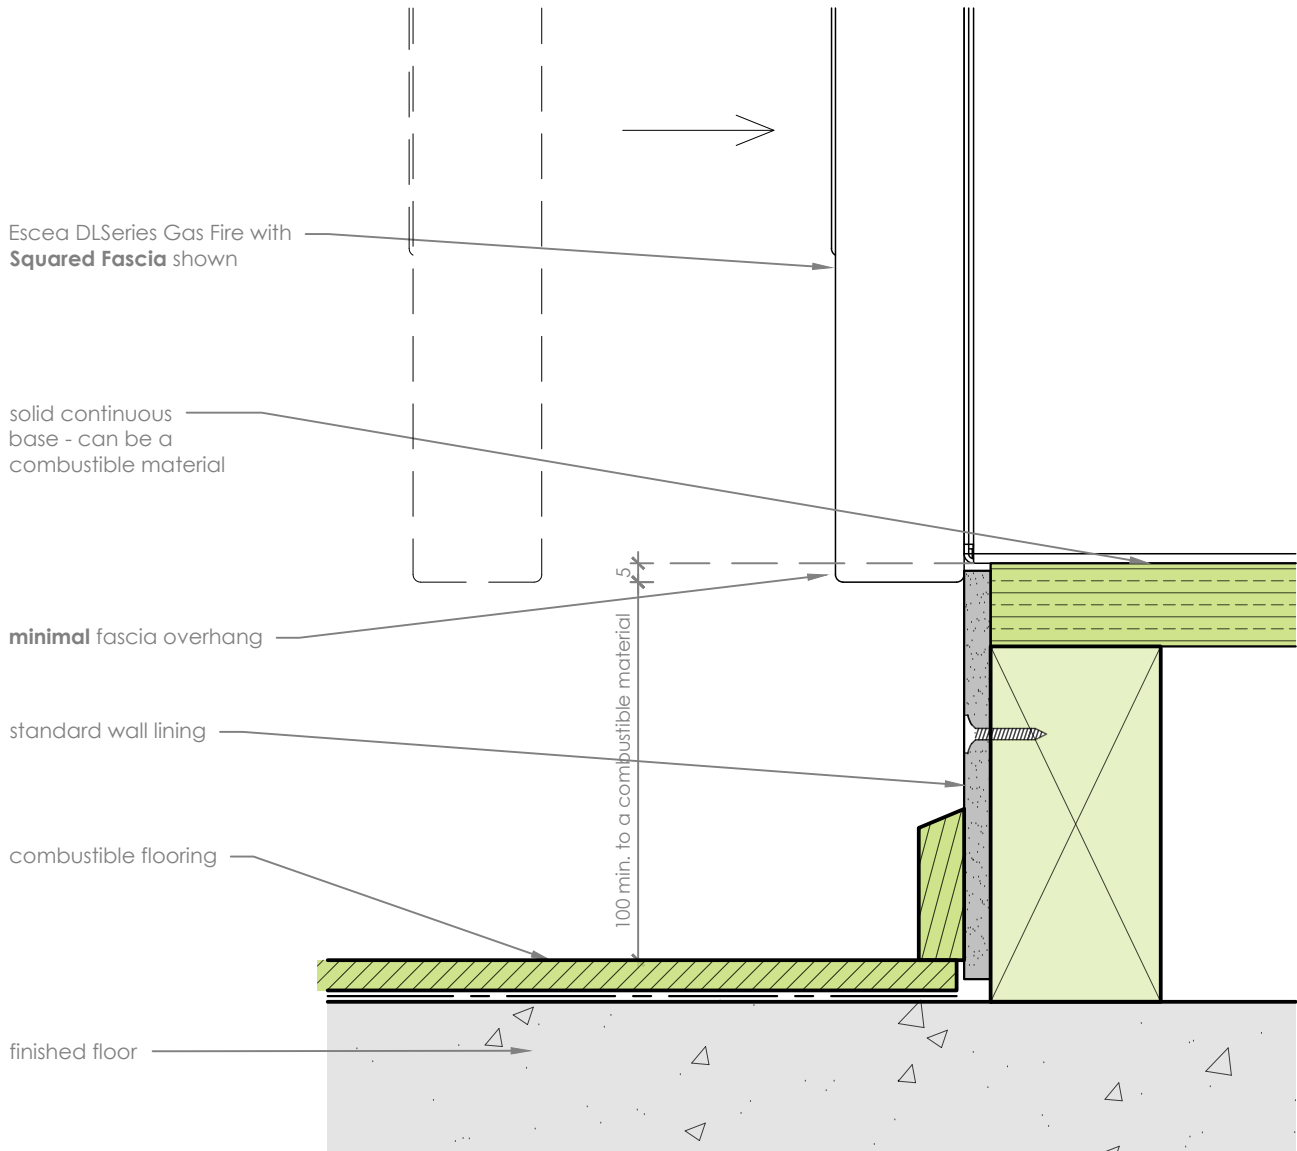 Escea DLSeries Gas Fire with
Squared Fascia shown
solid continuous
base - can be a
combustible material
5
minimal fascia overhang
100 min. to a combustible material
standard wall lining
combustible flooring
finished floor